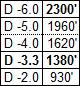 D -6.0 2300'
D -5.0 1960'
D -4.0 1620'
D -3.3 1380'
D -2.0 930'